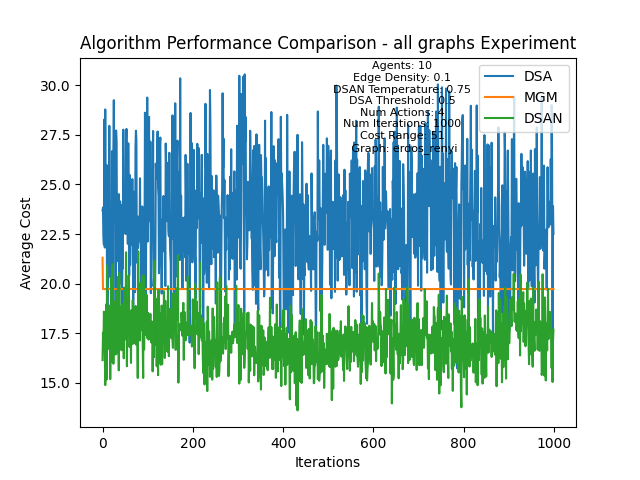 Algorithm Performance Comparison - all graphs Experiment
Agents: 10
Edge Density: 0.1
DSAN Temperature: 0.75
DSA Threshold: 0.5
Num Actions: 4
Num Iterations: 1000
Cost Range: 51
Graph: erdos_renyi
DSA
MGM
DSAN
Average Cost
30.0
27.5
25.0
22.5
20.0
17.5
15.0
0
200
400
600
800
1000
Iterations